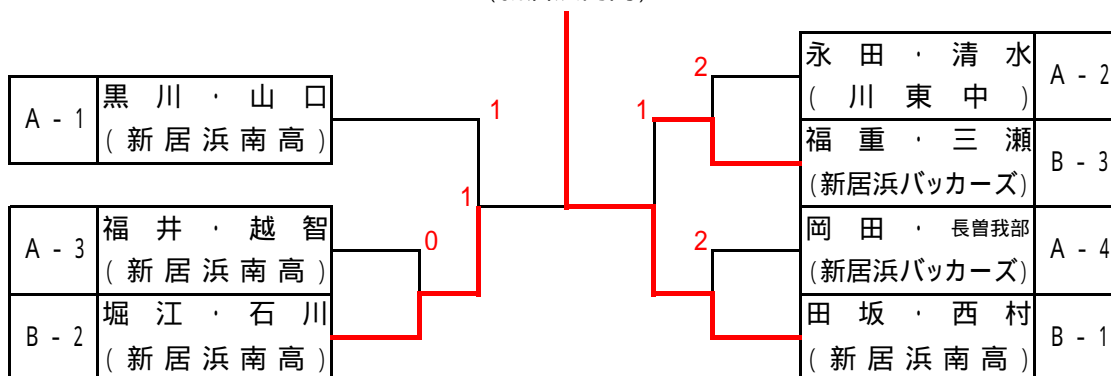 A - 1
黒川・山口
(新居浜南高)
1
A - 3
福井・越智
(新居浜南高)
1
0
B - 2
堀江・石川
(新居浜南高)
2
永田・清水
(川東中)
A - 2
1
福重・三瀬
(新居浜バッカーズ)
B - 3
2
岡田・長曽我部
(新居浜バッカーズ)
A - 4
田坂・西村
(新居浜南高)
B - 1